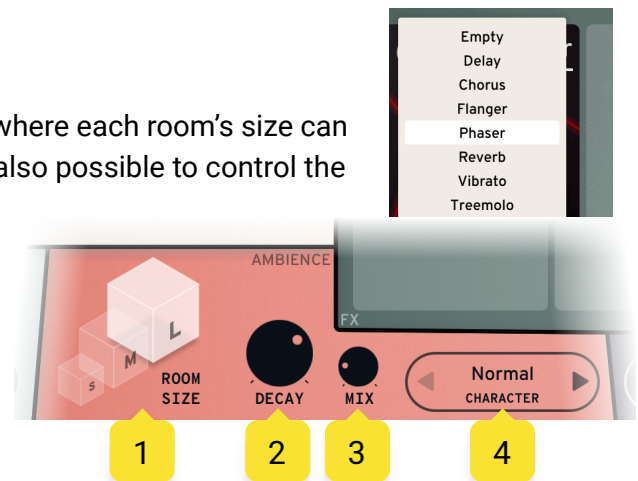 Empty
Delay
Chorus
Flanger
Phaser
Reverb
Vibrato
Treemolo
where each room's size can
also possible to control the
AMBIENCE
FX
L
M
S
ROOM
SIZE
DECAY
MIX
Normal
CHARACTER
1
2
3
4